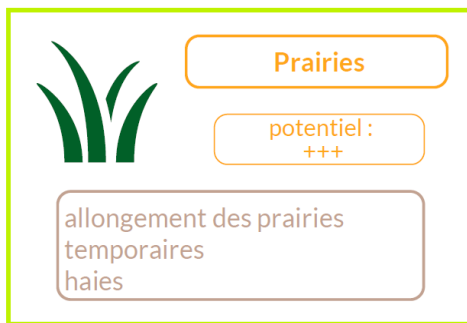 Prairies
potentiel :
+++
allongement des prairies
temporaires
haies